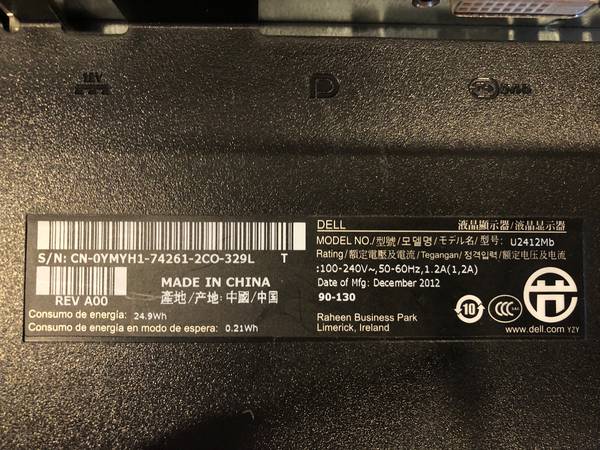 18V
S/N: CN-0YMYH1-74261-2CO-329L T
REV A00
MADE IN CHINA
產地/产地: 中國/中国
Consumo de energía: 24.9Wh
Consumo de energía en modo de espera: 0.21Wh
DELL 液晶顯示器/液晶显示器
MODEL NO./型號/모델명/モデル名/型号: U2412Mb
Rating/額定電壓及電流/Tegangan/정격입력/额定电压及电流
:100-240V~,50-60Hz,1.2A(1,2A)
Date of Mfg: December 2012
90-130
Raheen Business Park
Limerick, Ireland
10
CCC
www.dell.com YZY